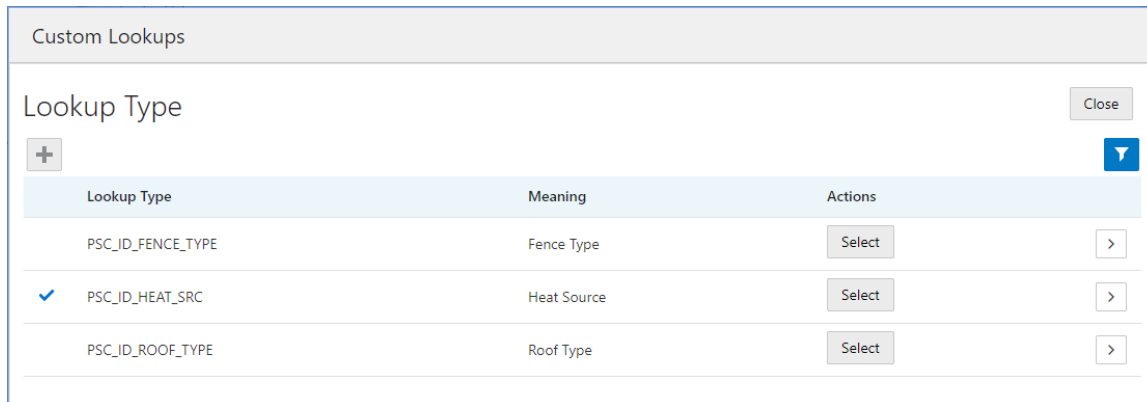 Custom Lookups
Lookup Type
Close
Lookup Type Meaning Actions
PSC_ID_FENCE_TYPE Fence Type Select
PSC_ID_HEAT_SRC Heat Source Select
PSC_ID_ROOF_TYPE Roof Type Select